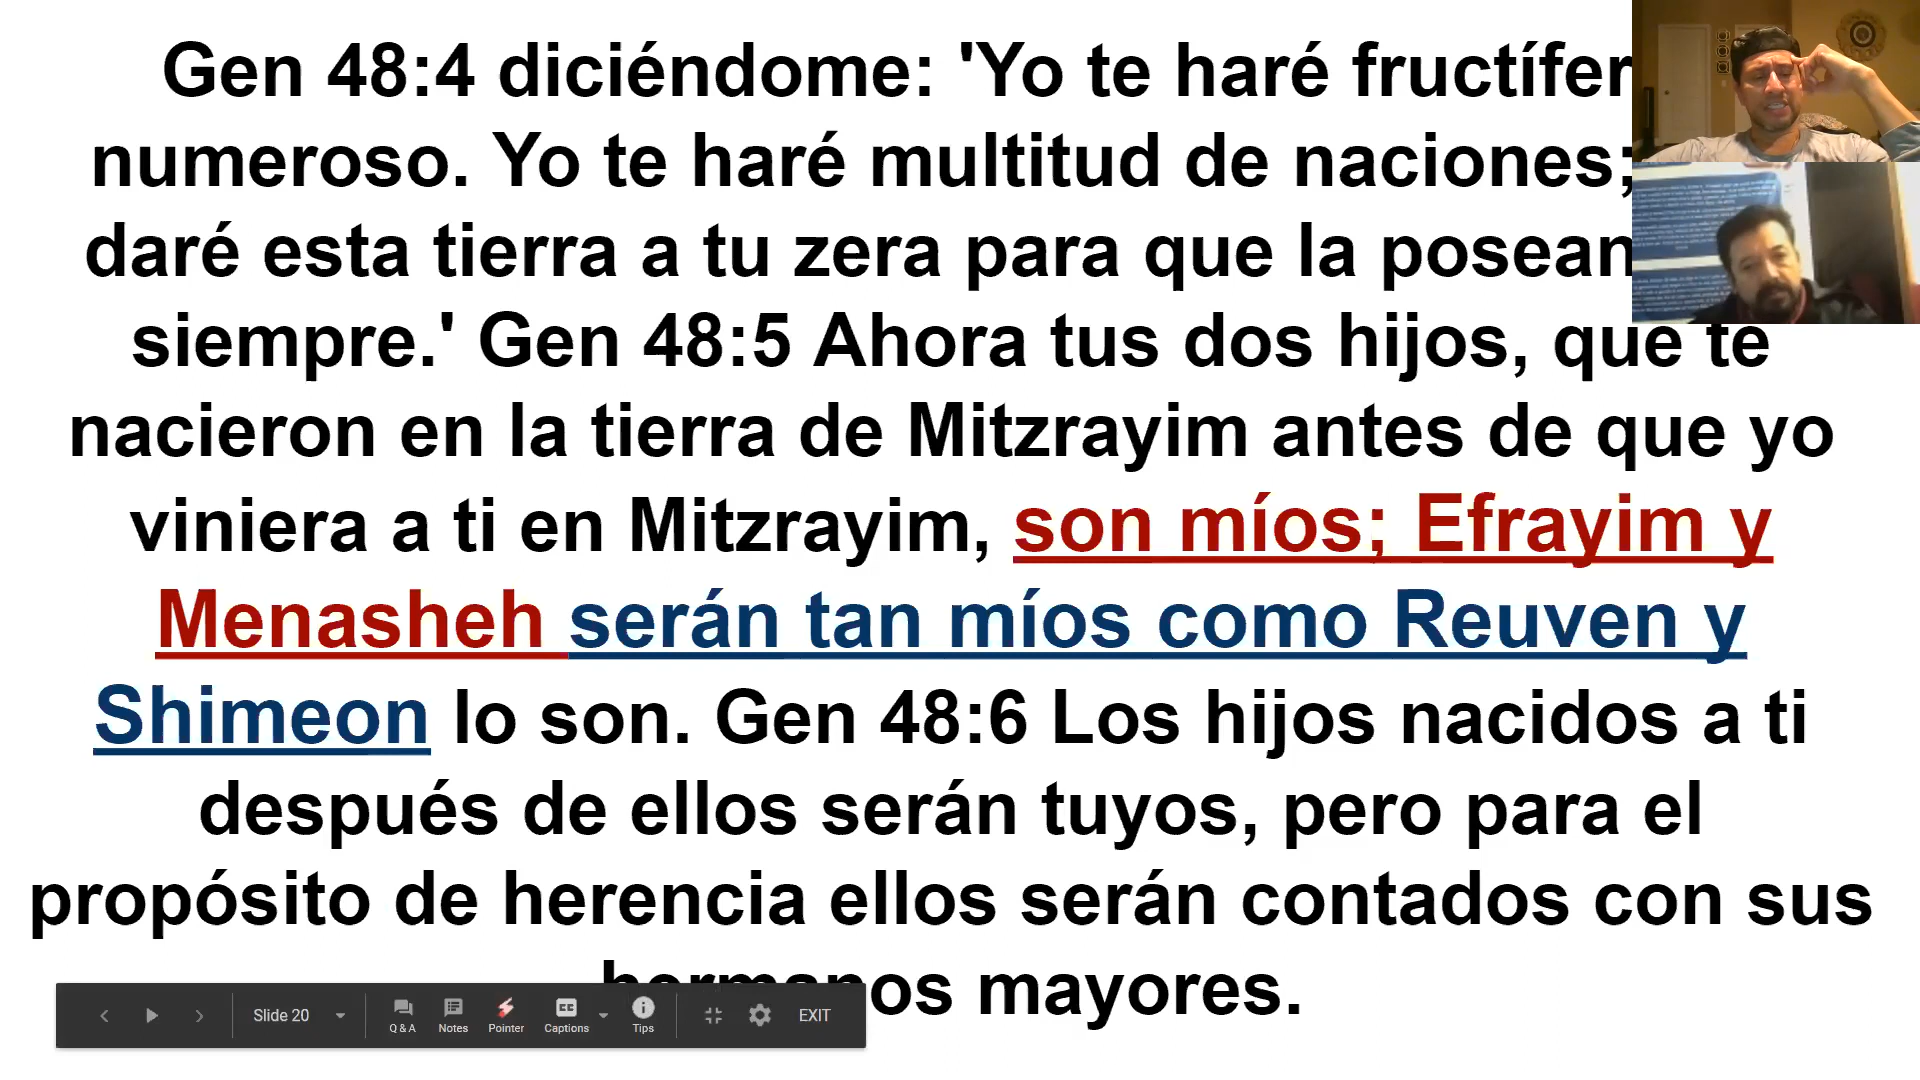 Gen 48:4 diciéndome: 'Yo te haré
numeroso. Yo te haré multitud de naciones;
daré esta tierra a tu zera para que la posean
siempre.' Gen 48:5 Ahora tus dos hijos, que te
nacieron en la tierra de Mitzrayim antes de que yo
viniera a ti en Mitzrayim, son míos; Efrayim y
Menasheh serán tan míos como Reuven y
Shimeon lo son. Gen 48:6 Los hijos nacidos a ti
después de ellos serán tuyos, pero para el
propósito de herencia ellos serán contados con sus
hermanos mayores.
Slide 20 Q & A Notes Pointer Captions Tips EXIT